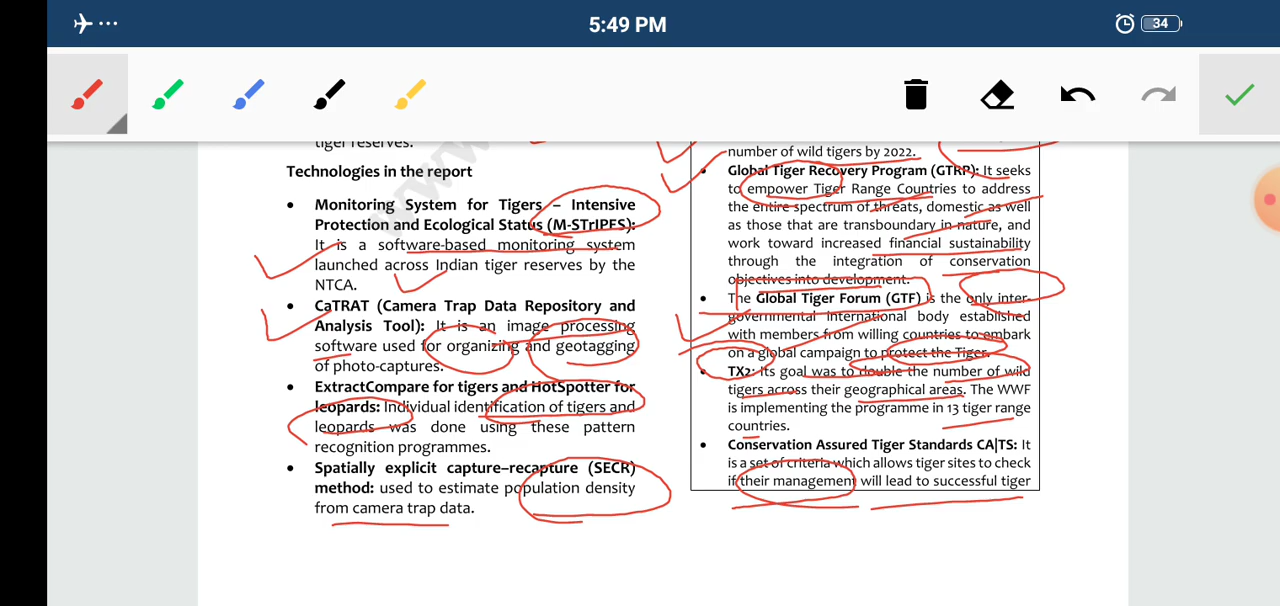 5:49 PM
34
tiger reserves.
Technologies in the report
• Monitoring System for Tigers – Intensive
Protection and Ecological Status (M-STrIPES):
It is a software-based monitoring system
launched across Indian tiger reserves by the
NTCA.
• CaTRAT (Camera Trap Data Repository and
Analysis Tool): It is an image processing
software used for organizing and geotagging
of photo-captures.
• ExtractCompare for tigers and HotSpotter for
leopards: Individual identification of tigers and
leopards was done using these pattern
recognition programmes.
• Spatially explicit capture–recapture (SECR)
method: used to estimate population density
from camera trap data.
number of wild tigers by 2022.
• Global Tiger Recovery Program (GTRP): It seeks
to empower Tiger Range Countries to address
the entire spectrum of threats, domestic as well
as those that are transboundary in nature, and
work toward increased financial sustainability
through the integration of conservation
objectives into development.
• The Global Tiger Forum (GTF) is the only inter-
governmental international body established
with members from willing countries to embark
on a global campaign to protect the Tiger.
• TX2: Its goal was to double the number of wild
tigers across their geographical areas. The WWF
is implementing the programme in 13 tiger range
countries.
• Conservation Assured Tiger Standards CA|TS: It
is a set of criteria which allows tiger sites to check
if their management will lead to successful tiger
www